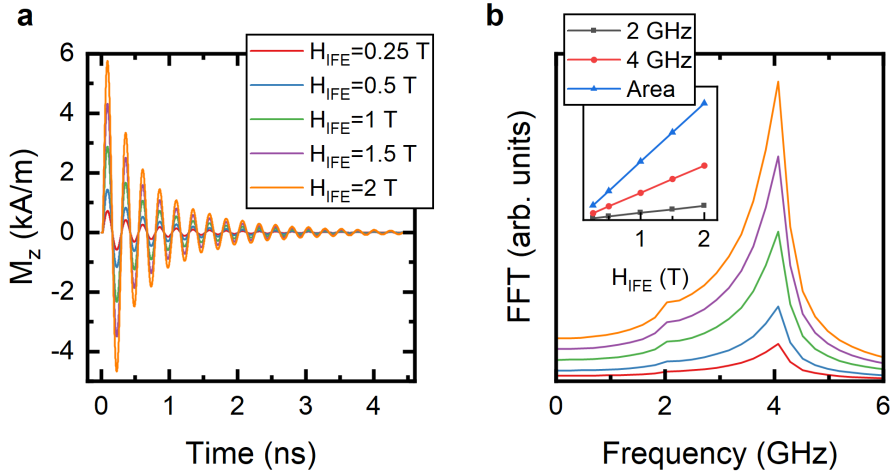 a
6
4
2
0
-2
-4
0
1
2
3
4
M_z (kA/m)
Time (ns)
H_IFE=0.25 T
H_IFE=0.5 T
H_IFE=1 T
H_IFE=1.5 T
H_IFE=2 T
b
2 GHz
4 GHz
Area
1
2
H_IFE (T)
FFT (arb. units)
0
2
4
6
Frequency (GHz)